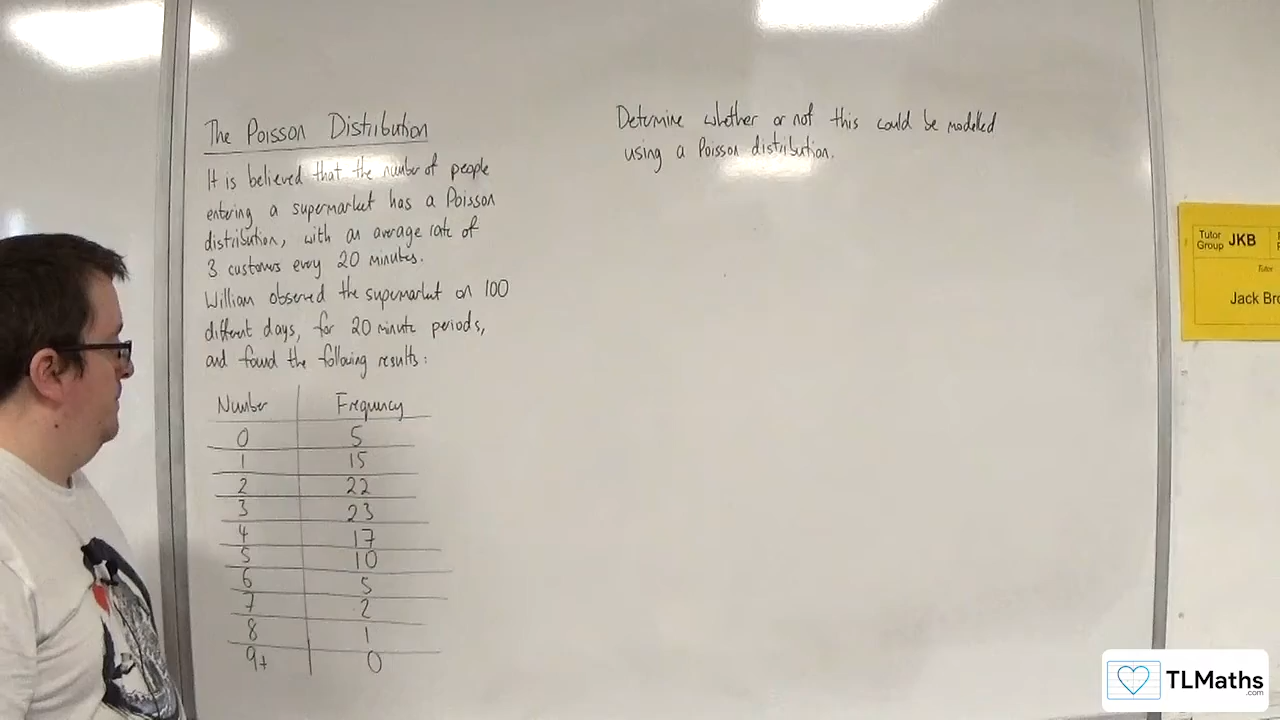 The Poisson Distribution
It is believed that the number of people
entering a supermarket has a Poisson
distribution, with an average rate of
3 customers every 20 minutes.
William observed the supermarket on 100
different days, for 20 minute periods,
and found the following results:
Number Frequency
0 5
1 15
2 22
3 23
4 17
5 10
6 5
7 2
8 1
9+ 0
Determine whether or not this could be modelled
using a Poisson distribution.
Tutor
Group JKB
Tutor
Jack Bro
TLMaths
.com